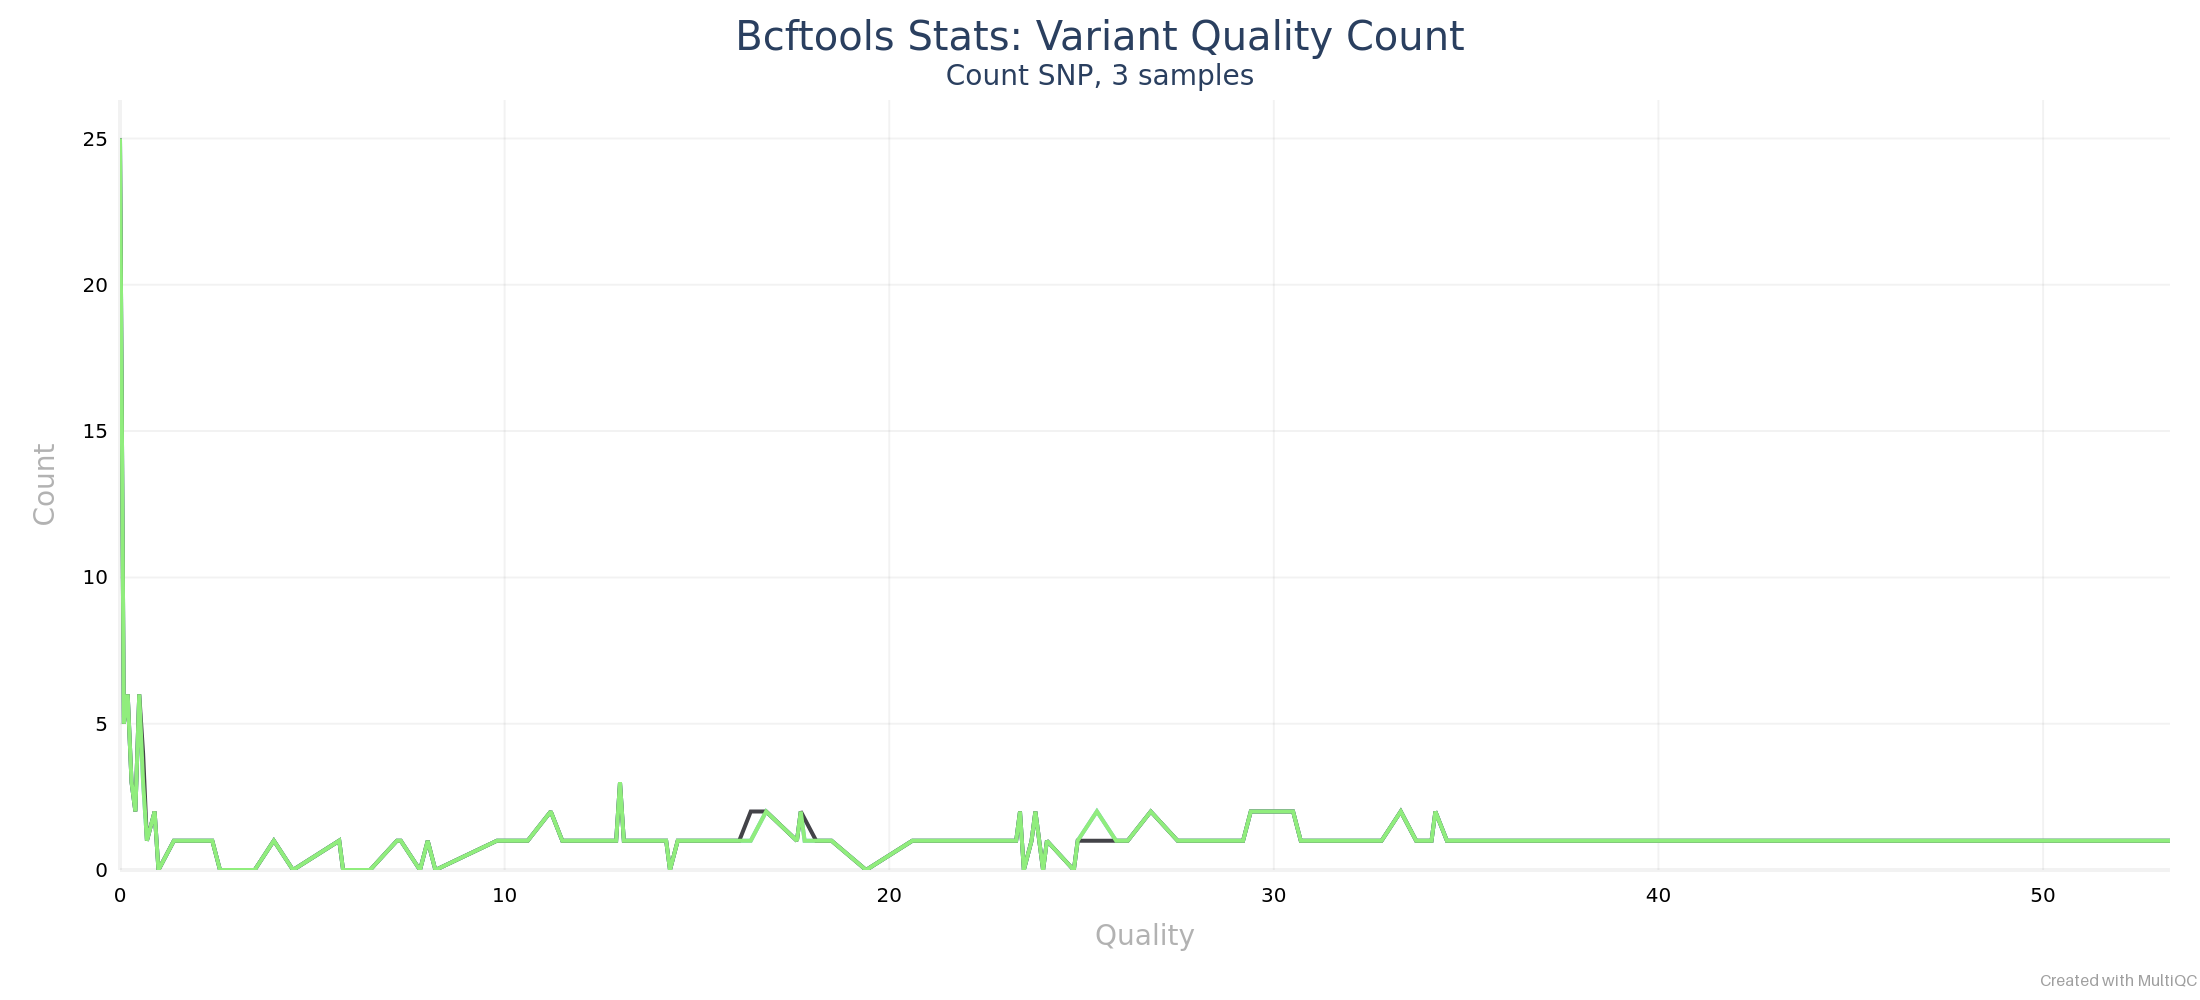 Bcftools Stats: Variant Quality Count
Count SNP, 3 samples
25
20
15
10
5
0
Count
0 10 20 30 40 50
Quality
Created with MultiQC